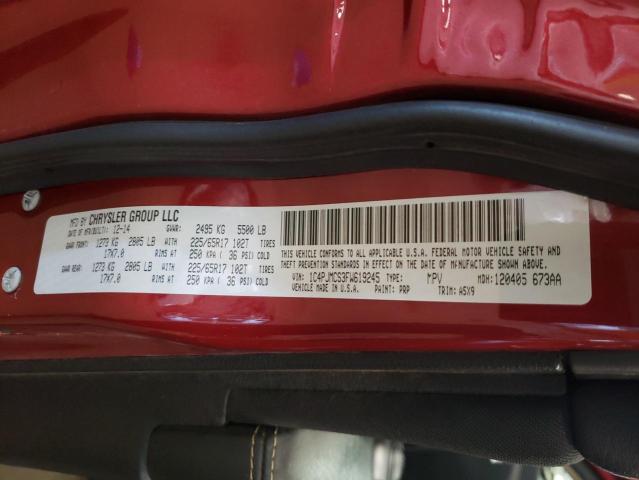 MFD BY CHRYSLER GROUP LLC
DATE OF MFR/BUILT: 12-14 GVWR: 2495 KG 5500 LB
GAWR FRONT: 1273 KG 2805 LB WITH 225/65R17 102T TIRES
17X7.0 RIMS AT 250 KPA ( 36 PSI) COLD
GAWR REAR: 1273 KG 2805 LB WITH 225/65R17 102T TIRES
17X7.0 RIMS AT 250 KPA ( 36 PSI) COLD
THIS VEHICLE CONFORMS TO ALL APPLICABLE U.S.A. FEDERAL MOTOR VEHICLE SAFETY AND
THEFT PREVENTION STANDARDS IN EFFECT ON THE DATE OF MANUFACTURE SHOWN ABOVE.
VIN: 1C4PJMCS3FW619245 TYPE: MPV MDH: 120405 673AA
VEHICLE MADE IN U.S.A. PAINT: PRP TRIM: A5X9